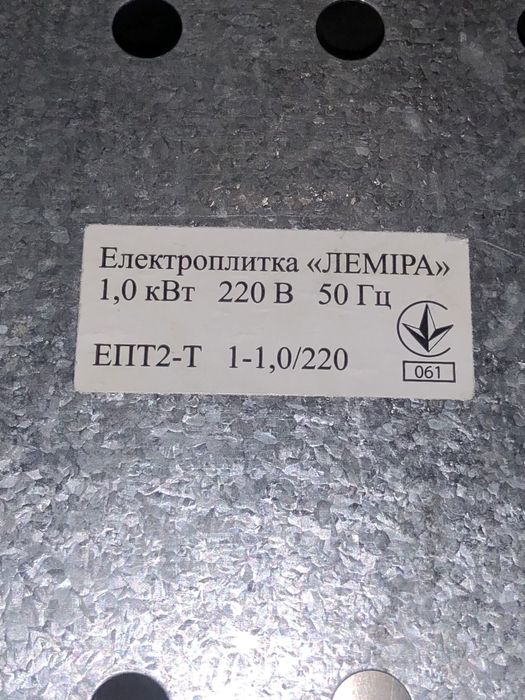 Електроплитка «ЛЕМІРА»
1,0 кВт 220 В 50 Гц
ЕПТ2-Т 1-1,0/220
061